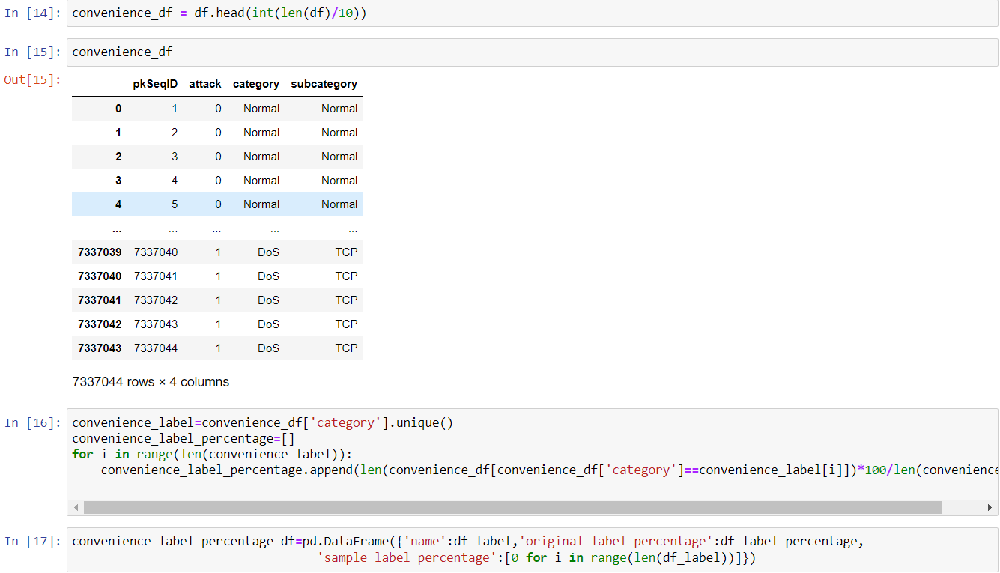 In [14]: convenience_df = df.head(int(len(df)/10))
In [15]: convenience_df
Out[15]:
pkSeqID attack category subcategory
0 1 0 Normal Normal
1 2 0 Normal Normal
2 3 0 Normal Normal
3 4 0 Normal Normal
4 5 0 Normal Normal
... ... ... ... ...
7337039 7337040 1 DoS TCP
7337040 7337041 1 DoS TCP
7337041 7337042 1 DoS TCP
7337042 7337043 1 DoS TCP
7337043 7337044 1 DoS TCP
7337044 rows × 4 columns
In [16]: convenience_label=convenience_df['category'].unique()
convenience_label_percentage=[]
for i in range(len(convenience_label)):
convenience_label_percentage.append(len(convenience_df[convenience_df['category']==convenience_label[i]])*100/len(convenience
In [17]: convenience_label_percentage_df=pd.DataFrame({'name':df_label,'original label percentage':df_label_percentage,
'sample label percentage':[0 for i in range(len(df_label))]})